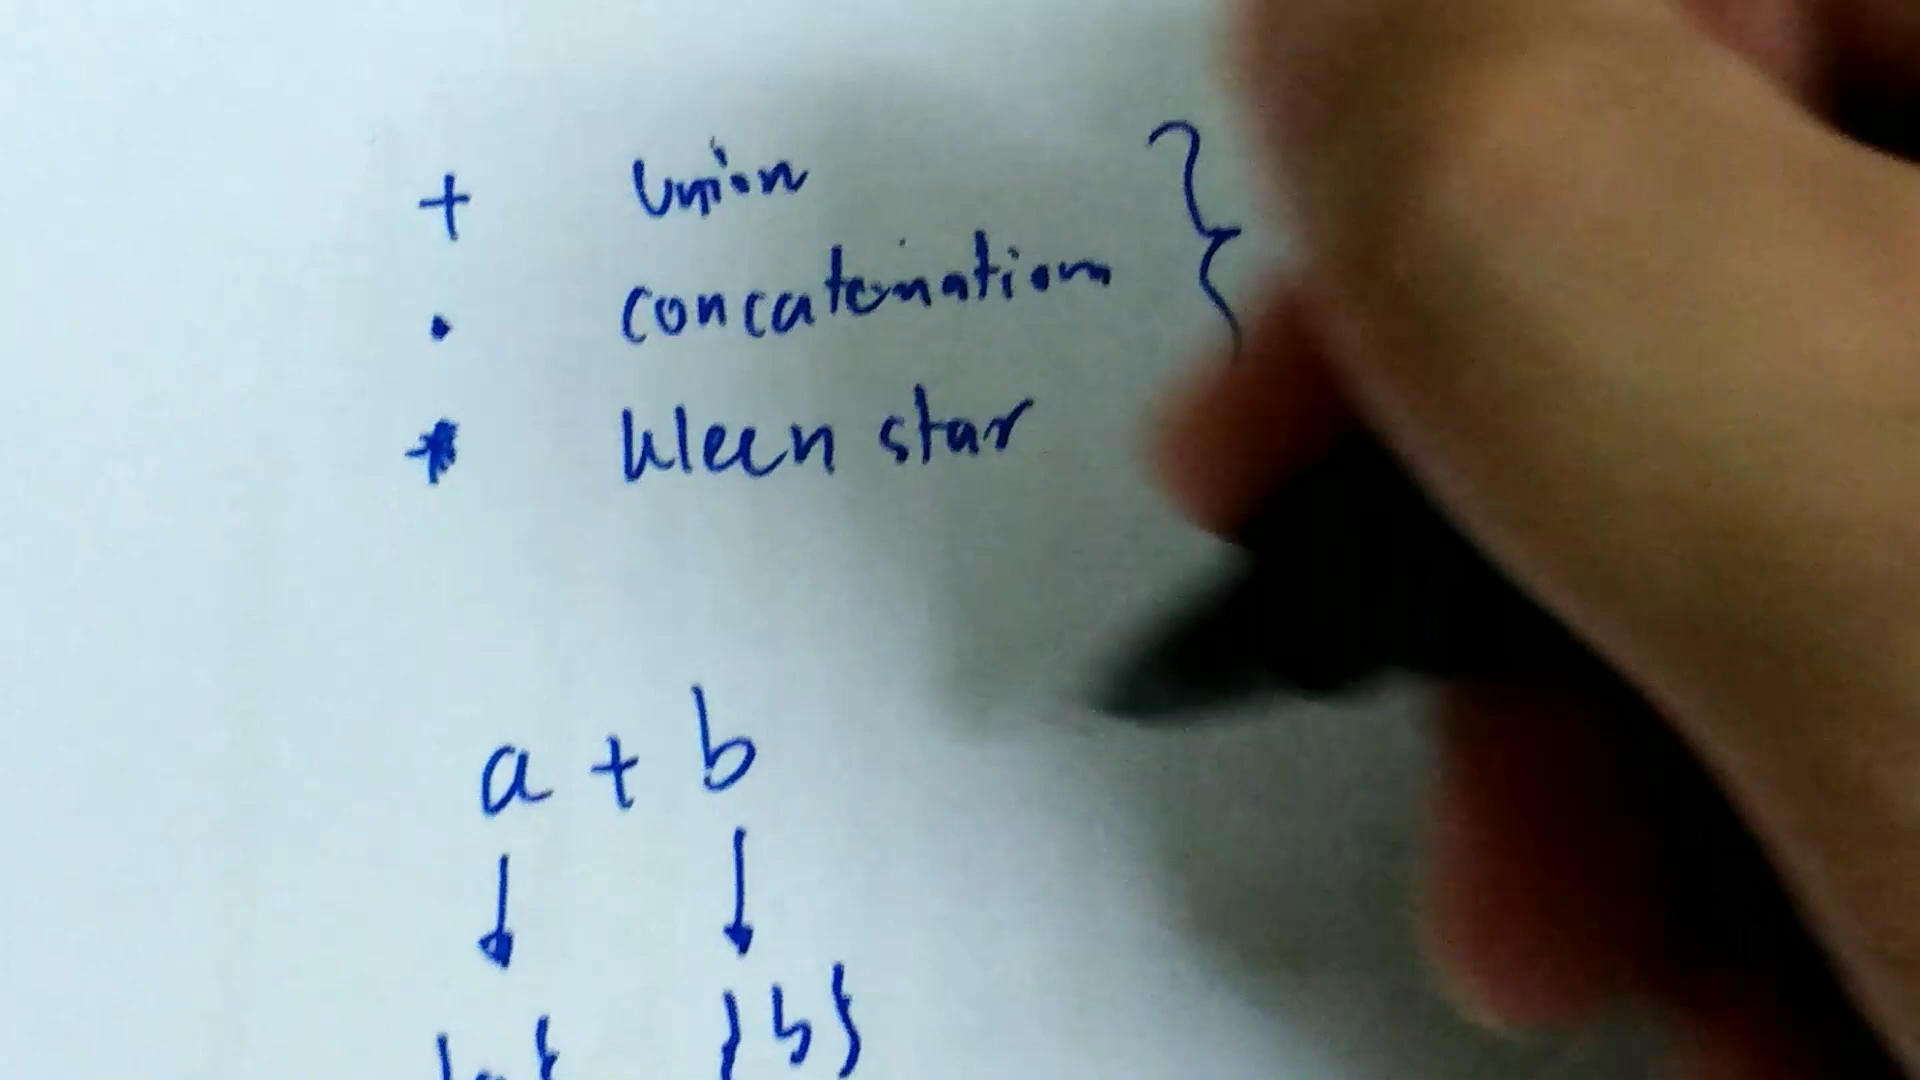 + Union
. concatenation
* kleen star
a + b
↓ ↓
{a} {b}